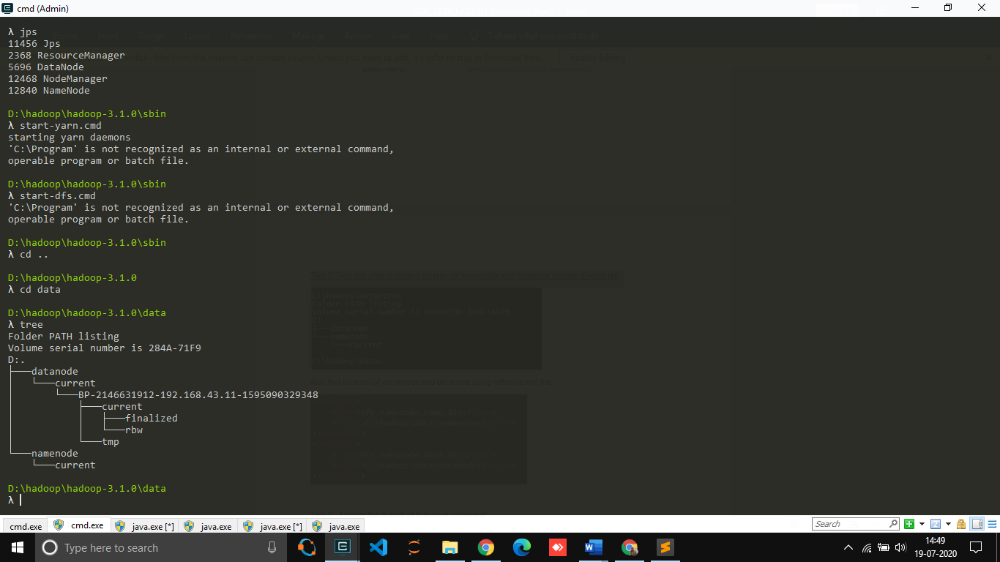 cmd (Admin)
λ jps
11456 Jps
2368 ResourceManager
5696 DataNode
12468 NodeManager
12840 NameNode
D:\hadoop\hadoop-3.1.0\sbin
λ start-yarn.cmd
starting yarn daemons
'C:\Program' is not recognized as an internal or external command,
operable program or batch file.
D:\hadoop\hadoop-3.1.0\sbin
λ start-dfs.cmd
'C:\Program' is not recognized as an internal or external command,
operable program or batch file.
D:\hadoop\hadoop-3.1.0\sbin
λ cd ..
D:\hadoop\hadoop-3.1.0
λ cd data
D:\hadoop\hadoop-3.1.0\data
λ tree
Folder PATH listing
Volume serial number is 284A-71F9
D:.
├───datanode
│   └───current
│       └───BP-2146631912-192.168.43.11-1595090329348
│           ├───current
│           │   ├───finalized
│           │   └───rbw
│           └───tmp
└───namenode
    └───current
D:\hadoop\hadoop-3.1.0\data
λ
cmd.exe cmd.exe java.exe [*] java.exe java.exe [*] java.exe Search
Type here to search
14:49
19-07-2020